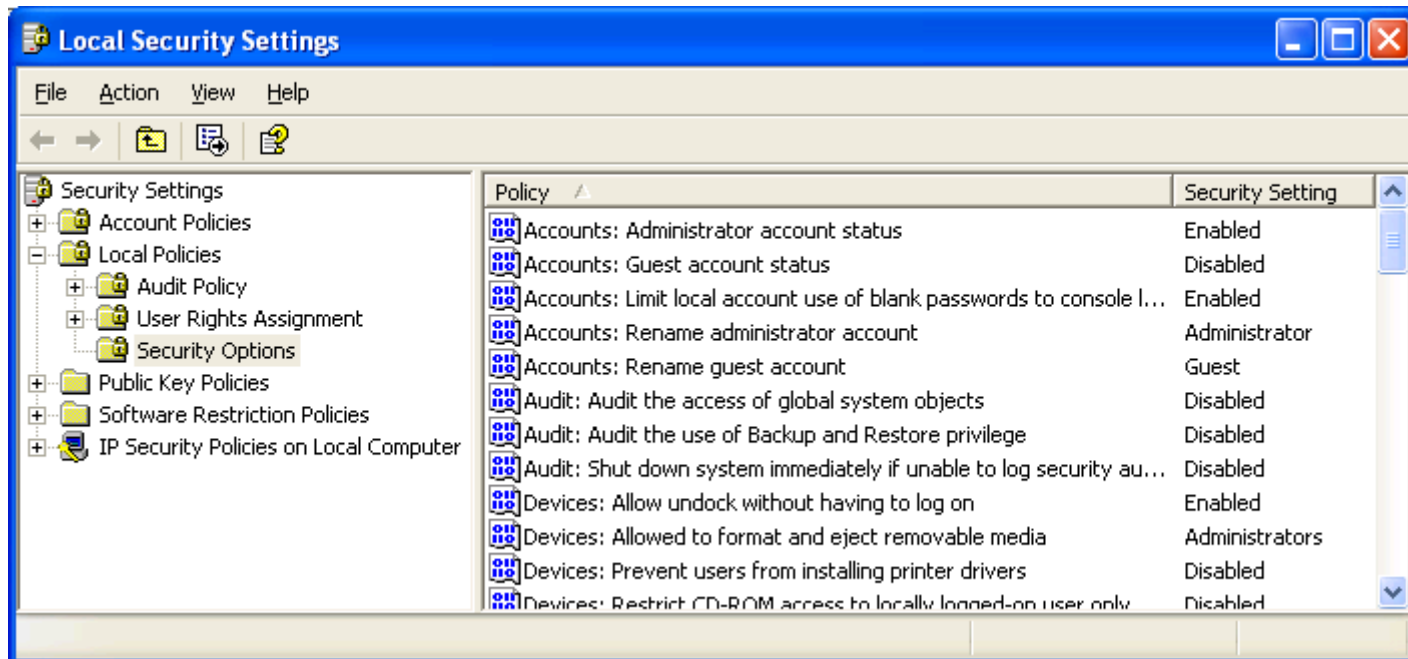 Local Security Settings
File Action View Help
Security Settings
Account Policies
Local Policies
Audit Policy
User Rights Assignment
Security Options
Public Key Policies
Software Restriction Policies
IP Security Policies on Local Computer
Policy Security Setting
Accounts: Administrator account status Enabled
Accounts: Guest account status Disabled
Accounts: Limit local account use of blank passwords to console l... Enabled
Accounts: Rename administrator account Administrator
Accounts: Rename guest account Guest
Audit: Audit the access of global system objects Disabled
Audit: Audit the use of Backup and Restore privilege Disabled
Audit: Shut down system immediately if unable to log security au... Disabled
Devices: Allow undock without having to log on Enabled
Devices: Allowed to format and eject removable media Administrators
Devices: Prevent users from installing printer drivers Disabled
Devices: Restrict CD-ROM access to locally logged-on user only Disabled